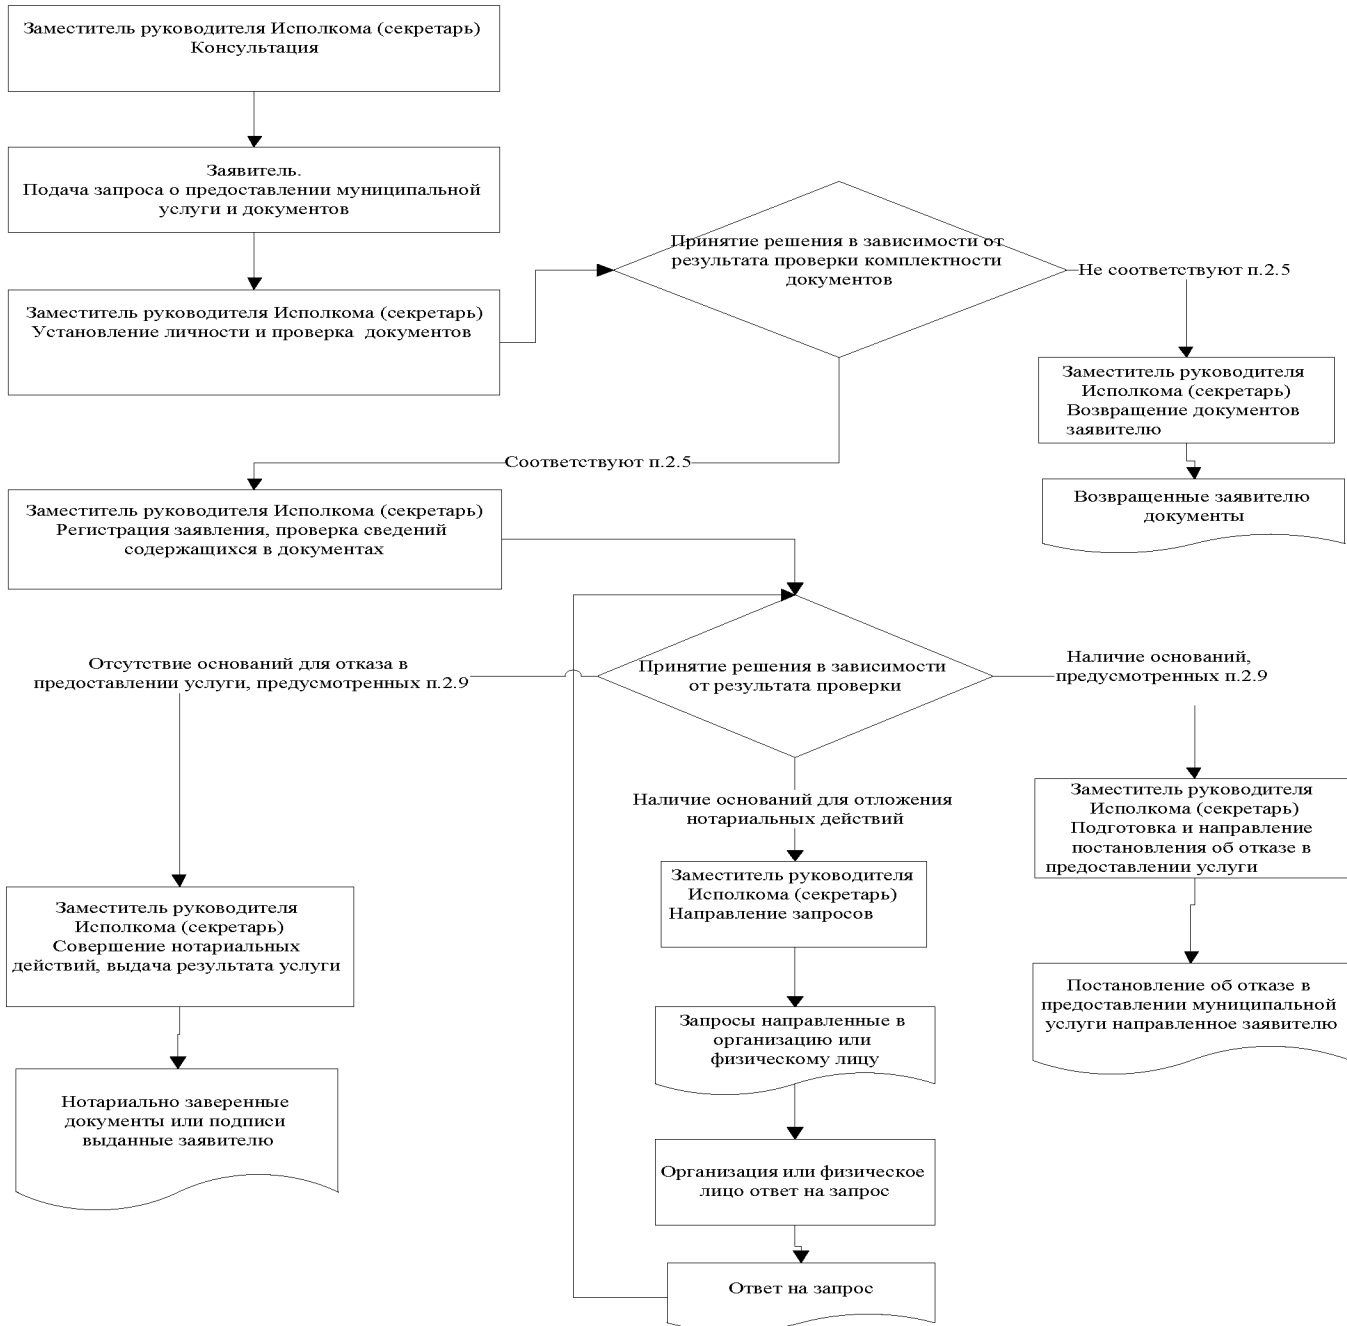 Заместитель руководителя Исполкома (секретарь)
Консультация
Заявитель.
Подача запроса о предоставлении муниципальной
услуги и документов
Заместитель руководителя Исполкома (секретарь)
Установление личности и проверка документов
Принятие решения в зависимости от
результата проверки комплектности
документов
Не соответствуют п.2.5
Заместитель руководителя
Исполкома (секретарь)
Возвращение документов
заявителю
Возвращенные заявителю
документы
Соответствуют п.2.5
Заместитель руководителя Исполкома (секретарь)
Регистрация заявления, проверка сведений
содержащихся в документах
Принятие решения в зависимости
от результата проверки
Отсутствие оснований для отказа в
предоставлении услуги, предусмотренных п.2.9
Наличие оснований,
предусмотренных п.2.9
Наличие оснований для отложения
нотариальных действий
Заместитель руководителя
Исполкома (секретарь)
Совершение нотариальных
действий, выдача результата услуги
Нотариально заверенные
документы или подписи
выданные заявителю
Заместитель руководителя
Исполкома (секретарь)
Направление запросов
Запросы направленные в
организацию или
физическому лицу
Организация или физическое
лицо ответ на запрос
Ответ на запрос
Заместитель руководителя
Исполкома (секретарь)
Подготовка и направление
постановления об отказе в
предоставлении услуги
Постановление об отказе в
предоставлении муниципальной
услуги направленное заявителю